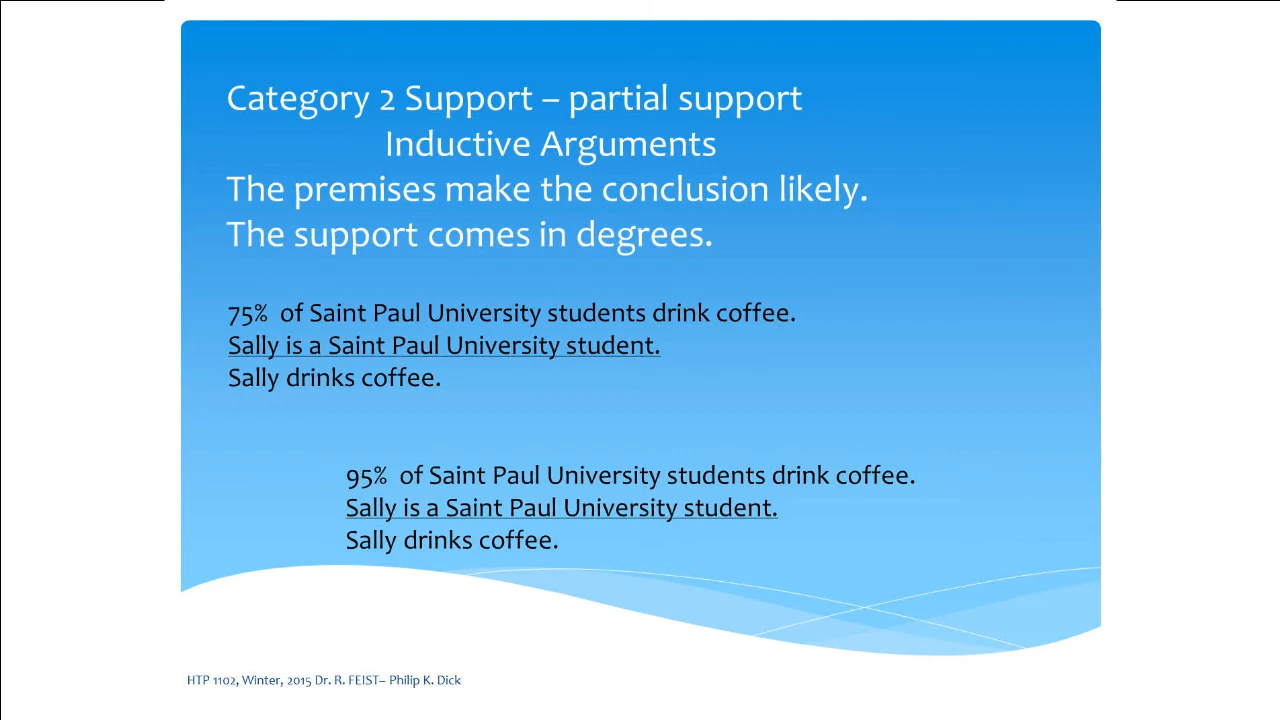 Category 2 Support – partial support
Inductive Arguments
The premises make the conclusion likely.
The support comes in degrees.
75% of Saint Paul University students drink coffee.
Sally is a Saint Paul University student.
Sally drinks coffee.
95% of Saint Paul University students drink coffee.
Sally is a Saint Paul University student.
Sally drinks coffee.
HTP 1102, Winter, 2015 Dr. R. FEIST– Philip K. Dick